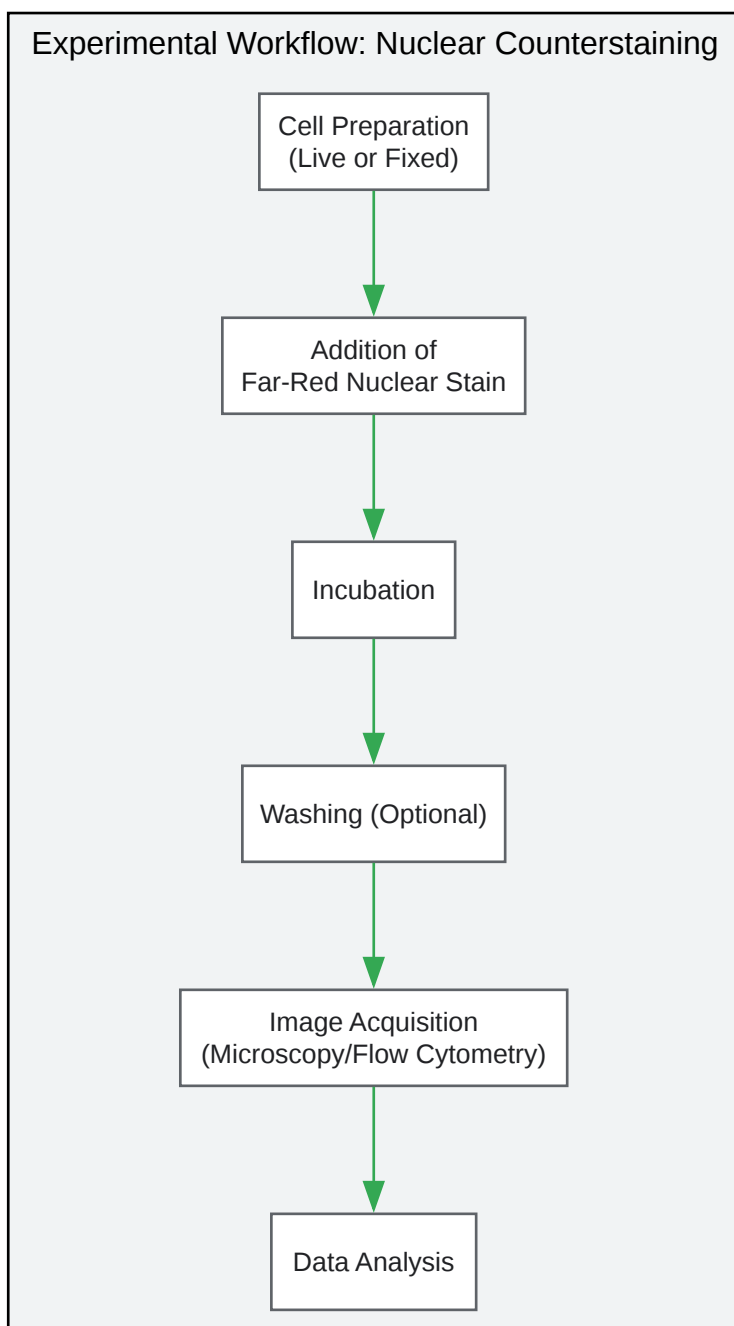 Experimental Workflow: Nuclear Counterstaining
Cell Preparation
(Live or Fixed)
Addition of
Far-Red Nuclear Stain
Incubation
Washing (Optional)
Image Acquisition
(Microscopy/Flow Cytometry)
Data Analysis